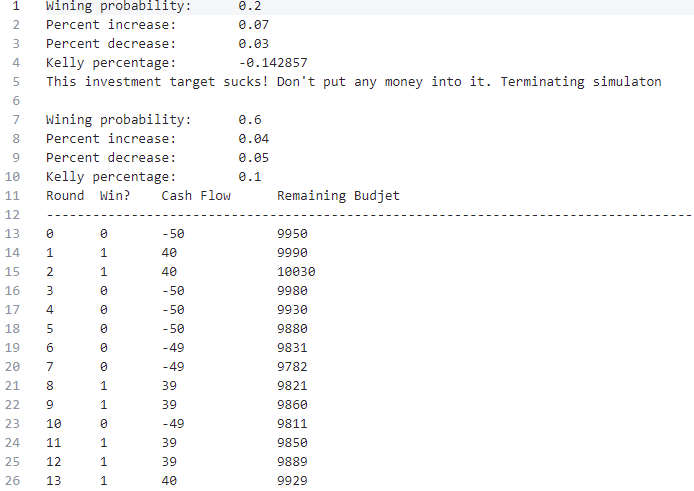 1 Wining probability: 0.2
2 Percent increase: 0.07
3 Percent decrease: 0.03
4 Kelly percentage: -0.142857
5 This investment target sucks! Don't put any money into it. Terminating simulaton
6
7 Wining probability: 0.6
8 Percent increase: 0.04
9 Percent decrease: 0.05
10 Kelly percentage: 0.1
11 Round Win? Cash Flow Remaining Budjet
12 ------------------------------------------------------------------------------------
13 0 0 -50 9950
14 1 1 40 9990
15 2 1 40 10030
16 3 0 -50 9980
17 4 0 -50 9930
18 5 0 -50 9880
19 6 0 -49 9831
20 7 0 -49 9782
21 8 1 39 9821
22 9 1 39 9860
23 10 0 -49 9811
24 11 1 39 9850
25 12 1 39 9889
26 13 1 40 9929